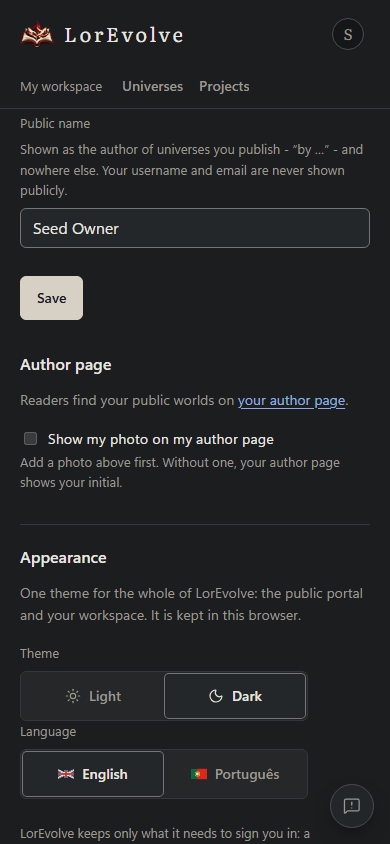 LorEvolve
S
My workspace Universes Projects
Public name
Shown as the author of universes you publish - “by …” - and
nowhere else. Your username and email are never shown
publicly.
Seed Owner
Save
Author page
Readers find your public worlds on your author page.
Show my photo on my author page
Add a photo above first. Without one, your author page
shows your initial.
Appearance
One theme for the whole of LorEvolve: the public portal
and your workspace. It is kept in this browser.
Theme
Light Dark
Language
English Português
LorEvolve keeps only what it needs to sign you in: a